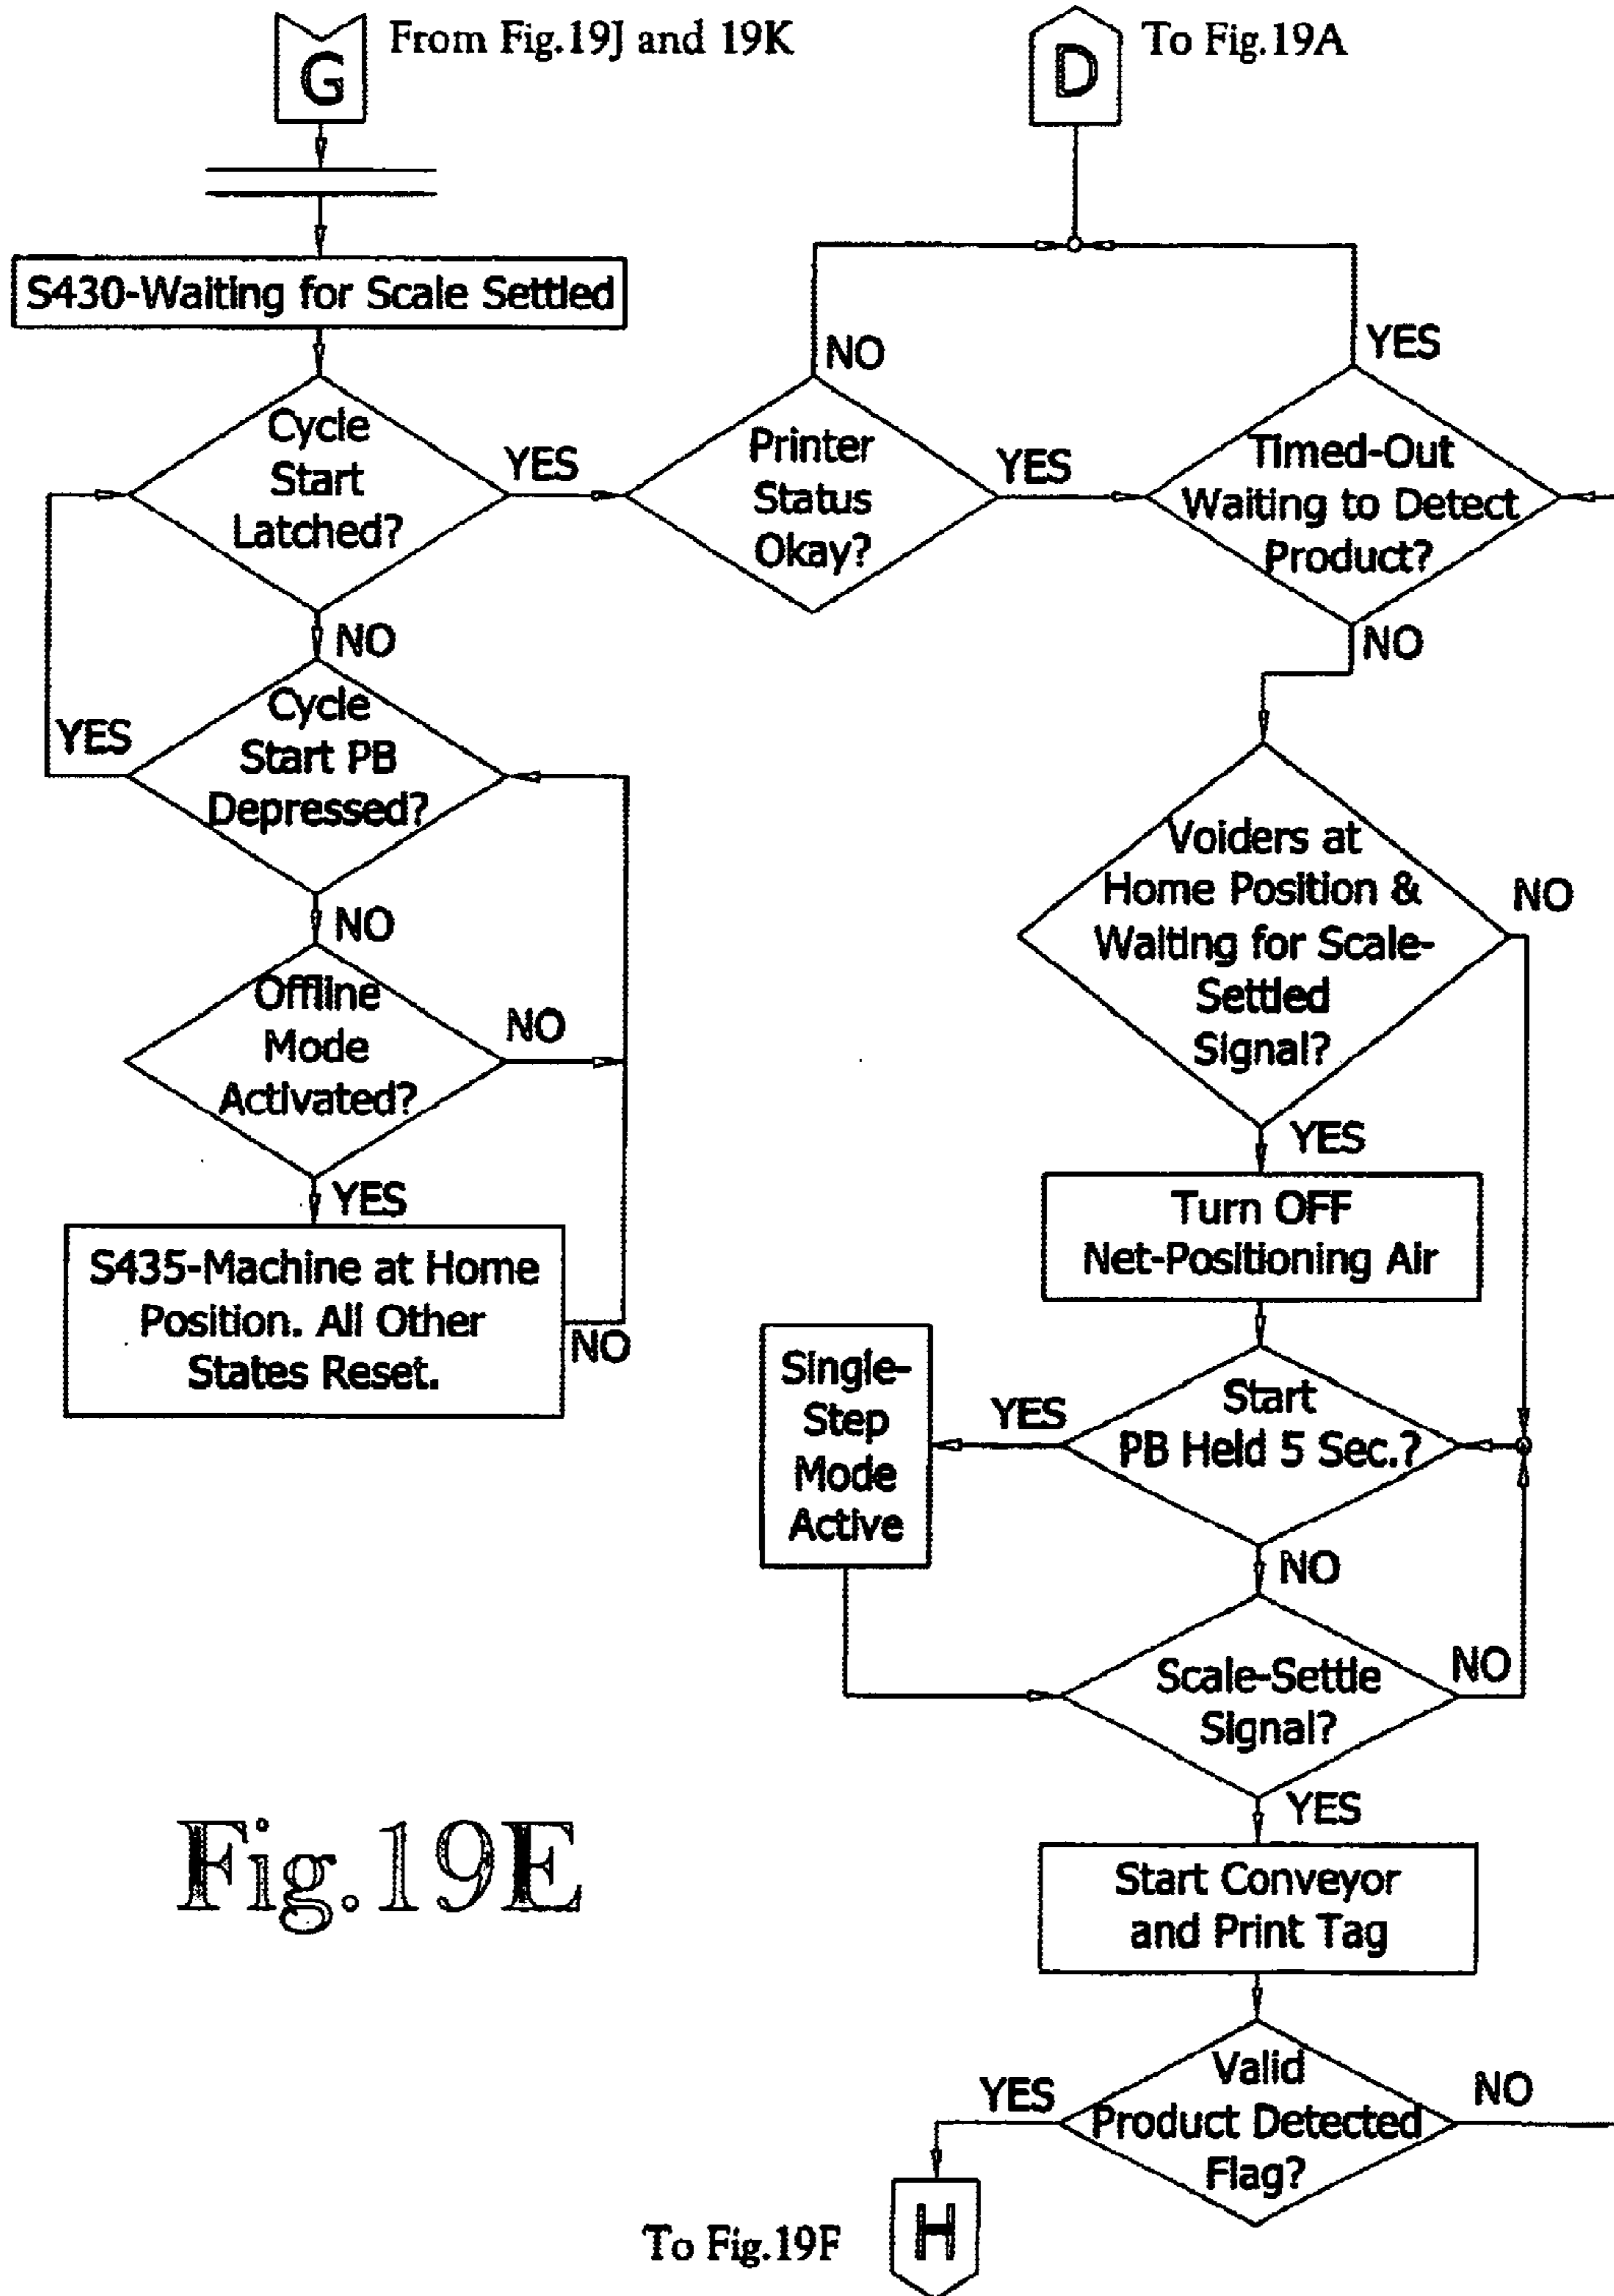 G
From Fig.19J and 19K
D
To Fig.19A
S430-Waiting for Scale Settled
Cycle
Start
Latched?
YES
NO
Printer
Status
Okay?
NO
YES
Timed-Out
Waiting to Detect
Product?
YES
NO
Cycle
Start PB
Depressed?
YES
NO
Offline
Mode
Activated?
NO
YES
S435-Machine at Home
Position. All Other
States Reset.
NO
Voiders at
Home Position &
Waiting for Scale-
Settled
Signal?
NO
YES
Turn OFF
Net-Positioning Air
Start
PB Held 5 Sec.?
YES
NO
Single-
Step
Mode
Active
Scale-Settle
Signal?
NO
YES
Start Conveyor
and Print Tag
Valid
Product Detected
Flag?
YES
NO
H
To Fig.19F
Fig.19E